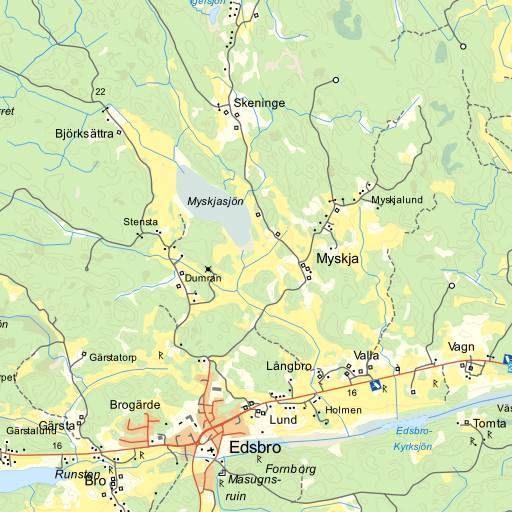 Skeninge
22
Björksättra
Myskjasjön
Myskjalund
Stensta
Myskja
Dumran
Gärstatorp
Valla
Vagn
Långbro
16
Brogärde
Holmen
Lund
Gärsta
Gärstalund
Edsbro-
Kyrksjön
Tomta
16
Edsbro
Runsten
Fornborg
Bro
Masugns-
ruin